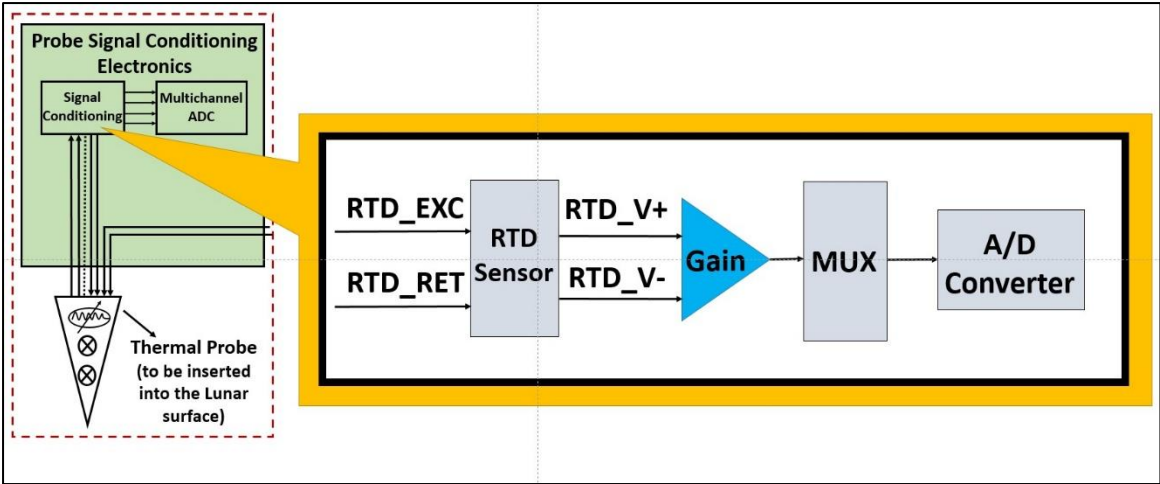 Probe Signal Conditioning
Electronics
Signal
Conditioning
Multichannel
ADC
Thermal Probe
(to be inserted
into the Lunar
surface)
RTD_EXC
RTD_RET
RTD
Sensor
RTD_V+
RTD_V-
Gain
MUX
A/D
Converter